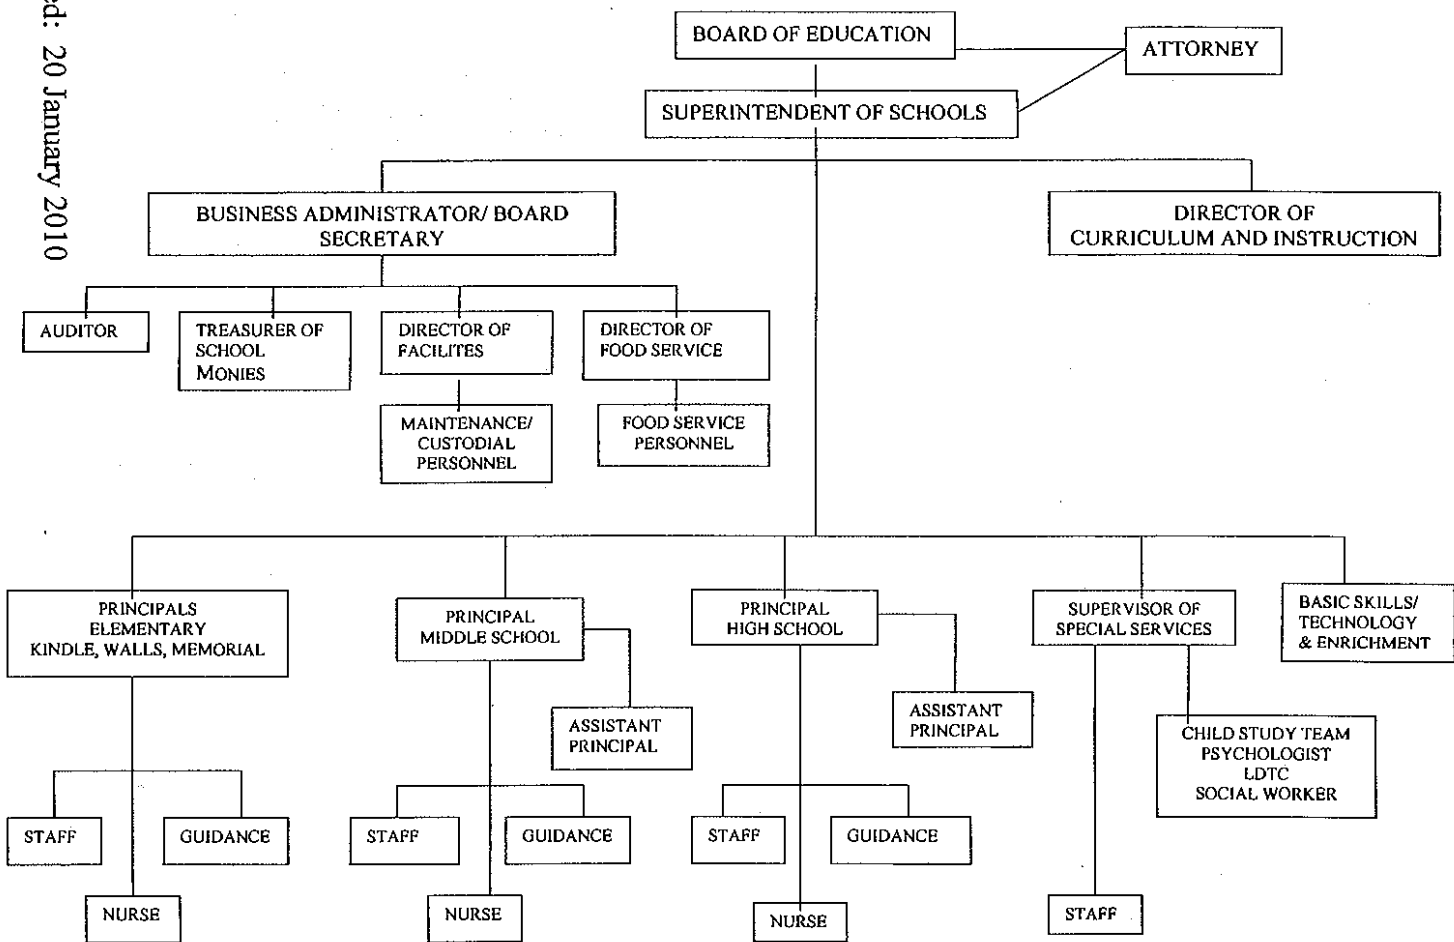 ed: 20 January 2010
BOARD OF EDUCATION
ATTORNEY
SUPERINTENDENT OF SCHOOLS
BUSINESS ADMINISTRATOR/ BOARD
SECRETARY
DIRECTOR OF
CURRICULUM AND INSTRUCTION
AUDITOR
TREASURER OF
SCHOOL
MONIES
DIRECTOR OF
FACILITES
DIRECTOR OF
FOOD SERVICE
MAINTENANCE/
CUSTODIAL
PERSONNEL
FOOD SERVICE
PERSONNEL
PRINCIPALS
ELEMENTARY
KINDLE, WALLS, MEMORIAL
PRINCIPAL
MIDDLE SCHOOL
PRINCIPAL
HIGH SCHOOL
SUPERVISOR OF
SPECIAL SERVICES
BASIC SKILLS/
TECHNOLOGY
& ENRICHMENT
ASSISTANT
PRINCIPAL
ASSISTANT
PRINCIPAL
CHILD STUDY TEAM
PSYCHOLOGIST
LDTC
SOCIAL WORKER
STAFF
GUIDANCE
STAFF
GUIDANCE
STAFF
GUIDANCE
NURSE
NURSE
NURSE
STAFF